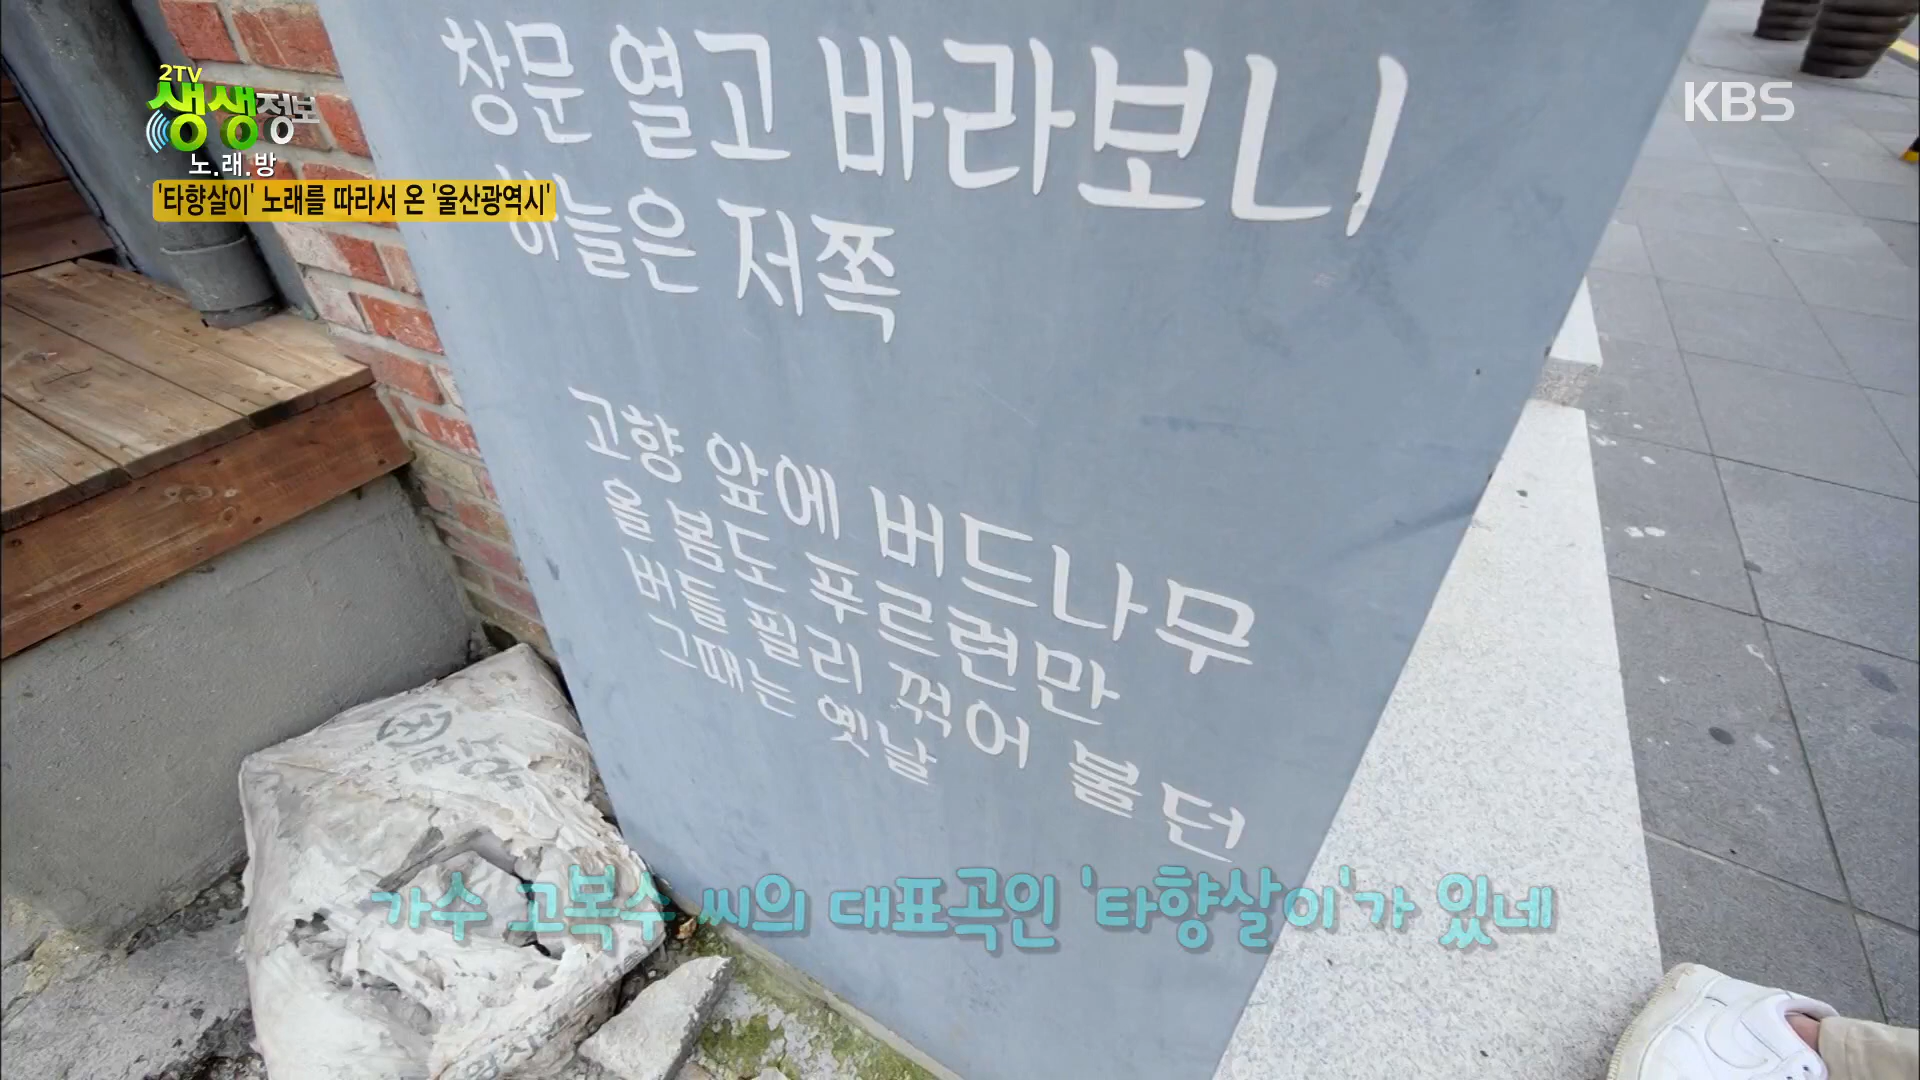 2TV
생생정보
노.래.방
'타향살이' 노래를 따라서 온 '울산광역시'
KBS
창문 열고 바라보니
하늘은 저쪽
고향 앞에 버드나무
올 봄도 푸르련만
버들 필리 꺾어 불던
그때는 옛날
가수 고복수 씨의 대표곡인 '타향살이'가 있네